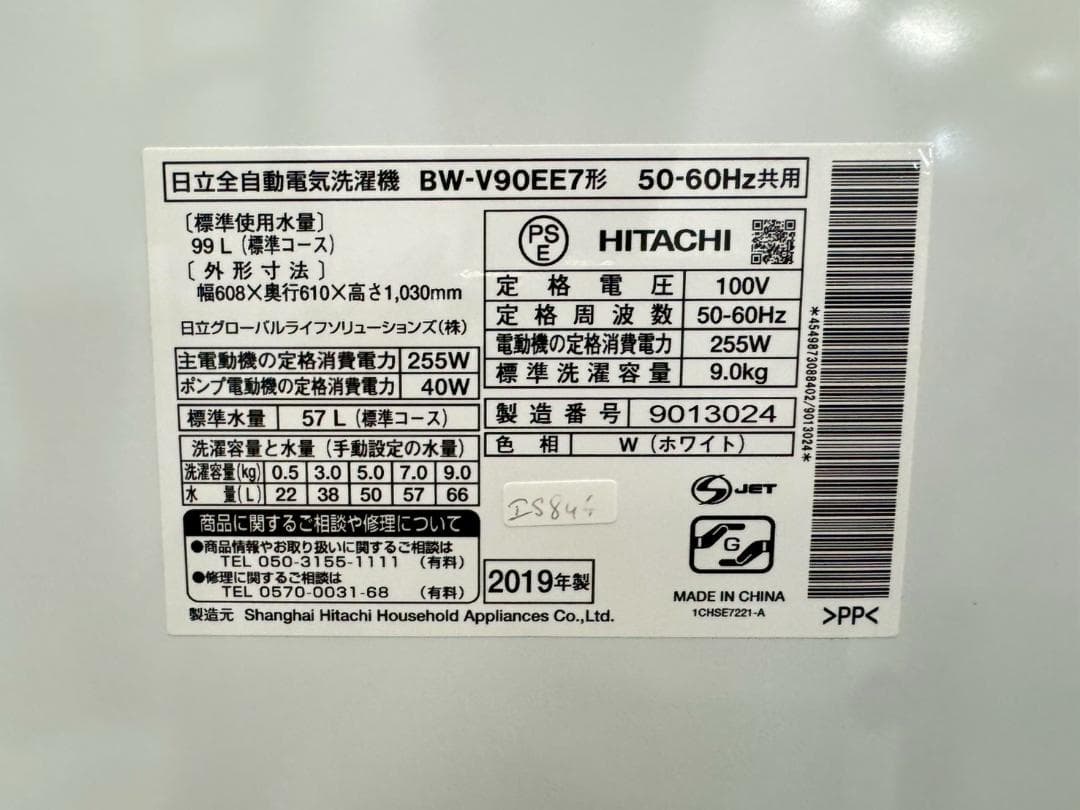 日立全自動電気洗濯機 BW-V90EE7形 50-60Hz共用
〔標準使用水量〕
99 L（標準コース）
〔外形寸法〕
幅608×奥行610×高さ1,030mm
日立グローバルライフソリューションズ（株）
主電動機の定格消費電力 255W
ポンプ電動機の定格消費電力 40W
標準水量 57 L（標準コース）
洗濯容量と水量（手動設定の水量）
洗濯容量(kg) 0.5 3.0 5.0 7.0 9.0
水量(L) 22 38 50 57 66
商品に関するご相談や修理について
●商品情報やお取り扱いに関するご相談は
TEL 050-3155-1111 （有料）
●修理に関するご相談は
TEL 0570-0031-68 （有料）
製造元 Shanghai Hitachi Household Appliances Co.,Ltd.
PS
E
HITACHI
定格電圧 100V
定格周波数 50-60Hz
電動機の定格消費電力 255W
標準洗濯容量 9.0kg
製造番号 9013024
色相 W（ホワイト）
2019年製
S JET
G
MADE IN CHINA
1CHSE7221-A
*4549873088402/9013024*
>PP<